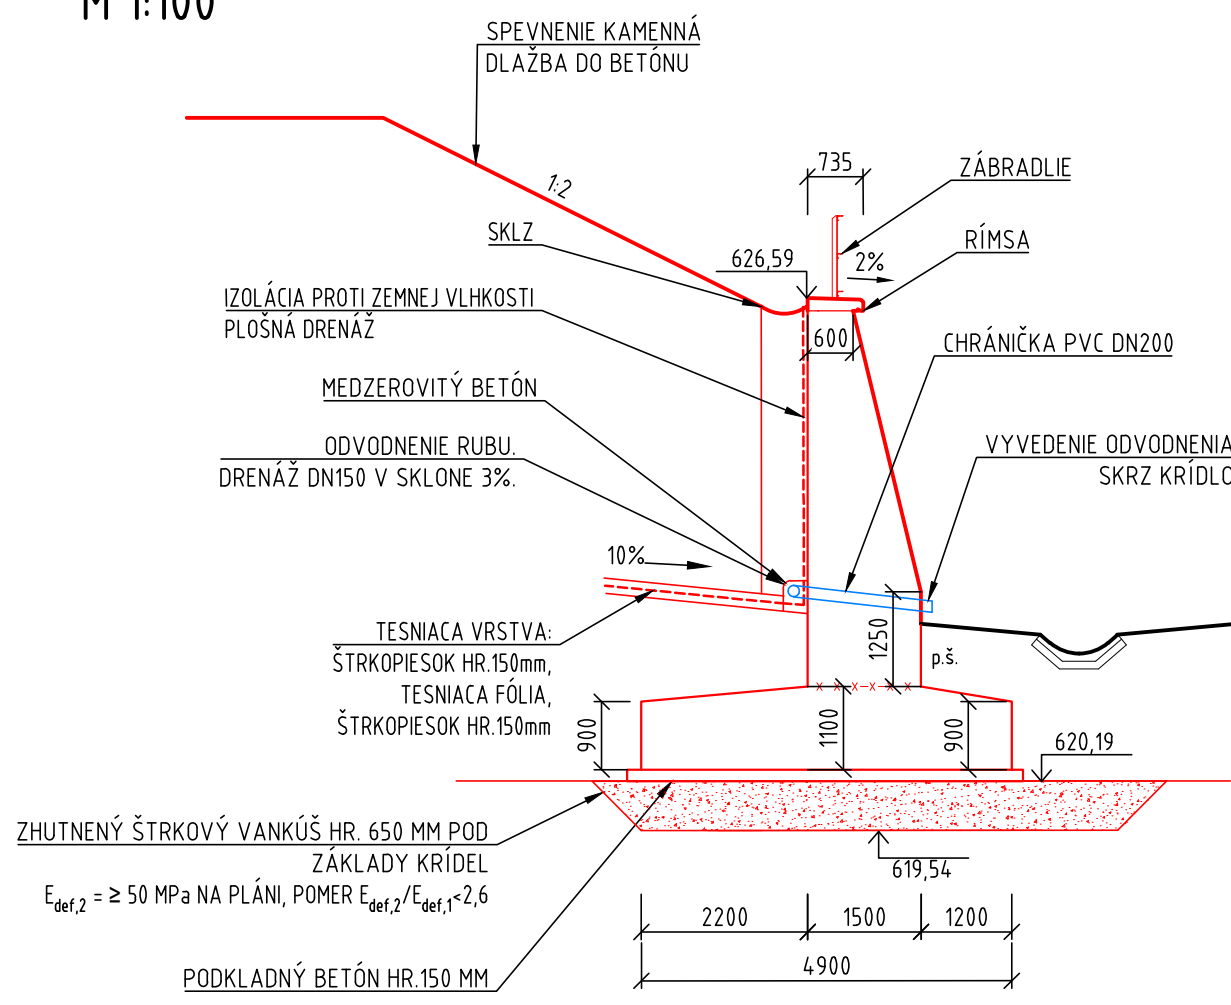 M 1:100
SPEVNENIE KAMENNÁ
DLAŽBA DO BETÓNU
1:2
735
ZÁBRADLIE
SKLZ
RÍMSA
626,59
2%
IZOLÁCIA PROTI ZEMNEJ VLHKOSTI
PLOŠNÁ DRENÁŽ
600
CHRÁNIČKA PVC DN200
MEDZEROVITÝ BETÓN
ODVODNENIE RUBU.
DRENÁŽ DN150 V SKLONE 3%.
VYVEDENIE ODVODNENIA
SKRZ KRÍDLO
10%
TESNIACA VRSTVA:
ŠTRKOPIESOK HR.150mm,
TESNIACA FÓLIA,
ŠTRKOPIESOK HR.150mm
1250
p.š.
900
1100
900
620,19
ZHUTNENÝ ŠTRKOVÝ VANKÚŠ HR. 650 MM POD
ZÁKLADY KRÍDEL
Edef,2 = ≥ 50 MPa NA PLÁNI, POMER Edef,2/Edef,1<2,6
619,54
2200
1500
1200
4900
PODKLADNÝ BETÓN HR.150 MM